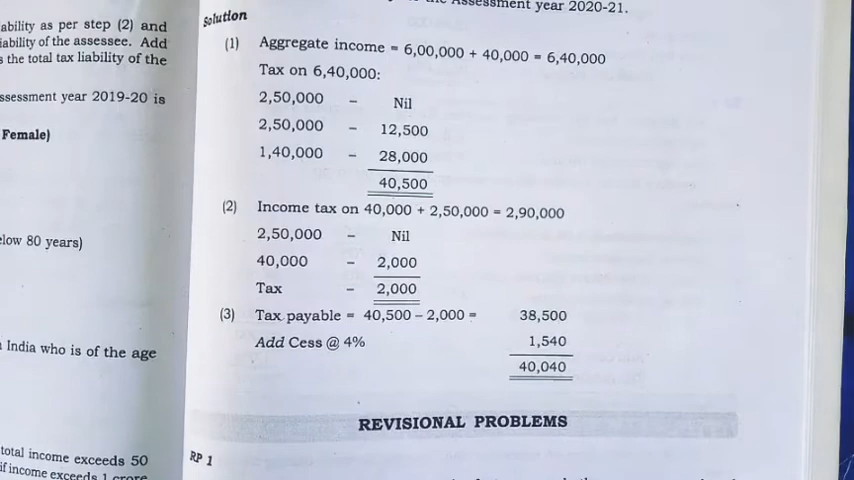 ability as per step (2) and
iability of the assessee. Add
s the total tax liability of the
ssessment year 2019-20 is
Female)
elow 80 years)
India who is of the age
total income exceeds 50
if income exceeds 1 crore
Assessment year 2020-21.
Solution
(1) Aggregate income = 6,00,000 + 40,000 = 6,40,000
Tax on 6,40,000:
2,50,000 – Nil
2,50,000 – 12,500
1,40,000 – 28,000
40,500
(2) Income tax on 40,000 + 2,50,000 = 2,90,000
2,50,000 – Nil
40,000 – 2,000
Tax – 2,000
(3) Tax payable = 40,500 – 2,000 = 38,500
Add Cess @ 4% 1,540
40,040
REVISIONAL PROBLEMS
RP 1